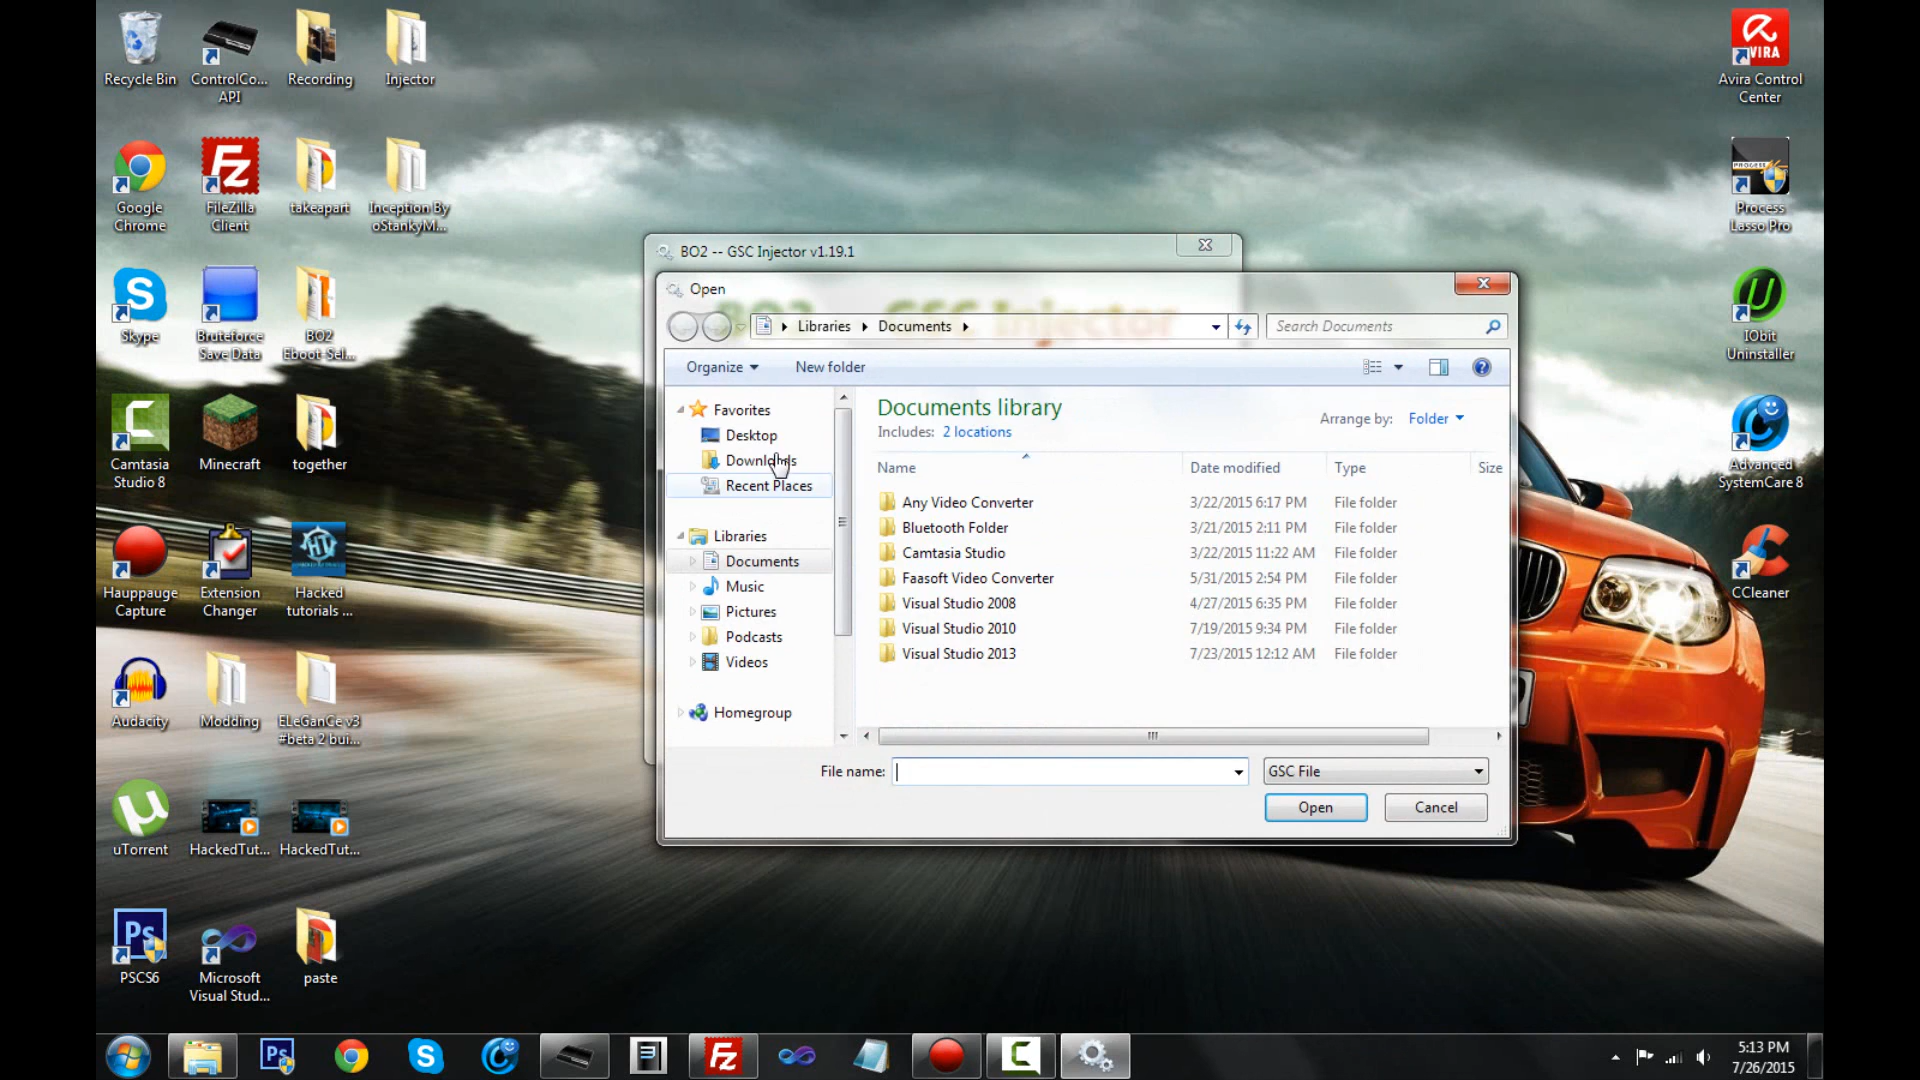 Recycle Bin
ControlCo...
API
Recording
Injector
AVIRA
Avira Control
Center
Google
Chrome
FileZilla
Client
takeapart
Inception By
oStankyM...
PROCESS
Process
Lasso Pro
Skype
Bruteforce
Save Data
BO2
Eboot-Sel...
IObit
Uninstaller
Camtasia
Studio 8
Minecraft
together
Advanced
SystemCare 8
Hauppauge
Capture
Extension
Changer
Hacked
tutorials ...
CCleaner
Audacity
Modding
ELeGanCe v3
#beta 2 bui...
uTorrent
HackedTut...
HackedTut...
Ps
PSCS6
Microsoft
Visual Stud...
paste
BO2 -- GSC Injector v1.19.1
BO2 GSC Injector
Open
Libraries
Documents
Search Documents
Organize
New folder
Favorites
Desktop
Downloads
Recent Places
Libraries
Documents
Music
Pictures
Podcasts
Videos
Homegroup
Documents library
Includes: 2 locations
Arrange by: Folder
Name Date modified Type Size
Any Video Converter 3/22/2015 6:17 PM File folder
Bluetooth Folder 3/21/2015 2:11 PM File folder
Camtasia Studio 3/22/2015 11:22 AM File folder
Faasoft Video Converter 5/31/2015 2:54 PM File folder
Visual Studio 2008 4/27/2015 6:35 PM File folder
Visual Studio 2010 7/19/2015 9:34 PM File folder
Visual Studio 2013 7/23/2015 12:12 AM File folder
File name:
GSC File
Open
Cancel
Ps
5:13 PM
7/26/2015